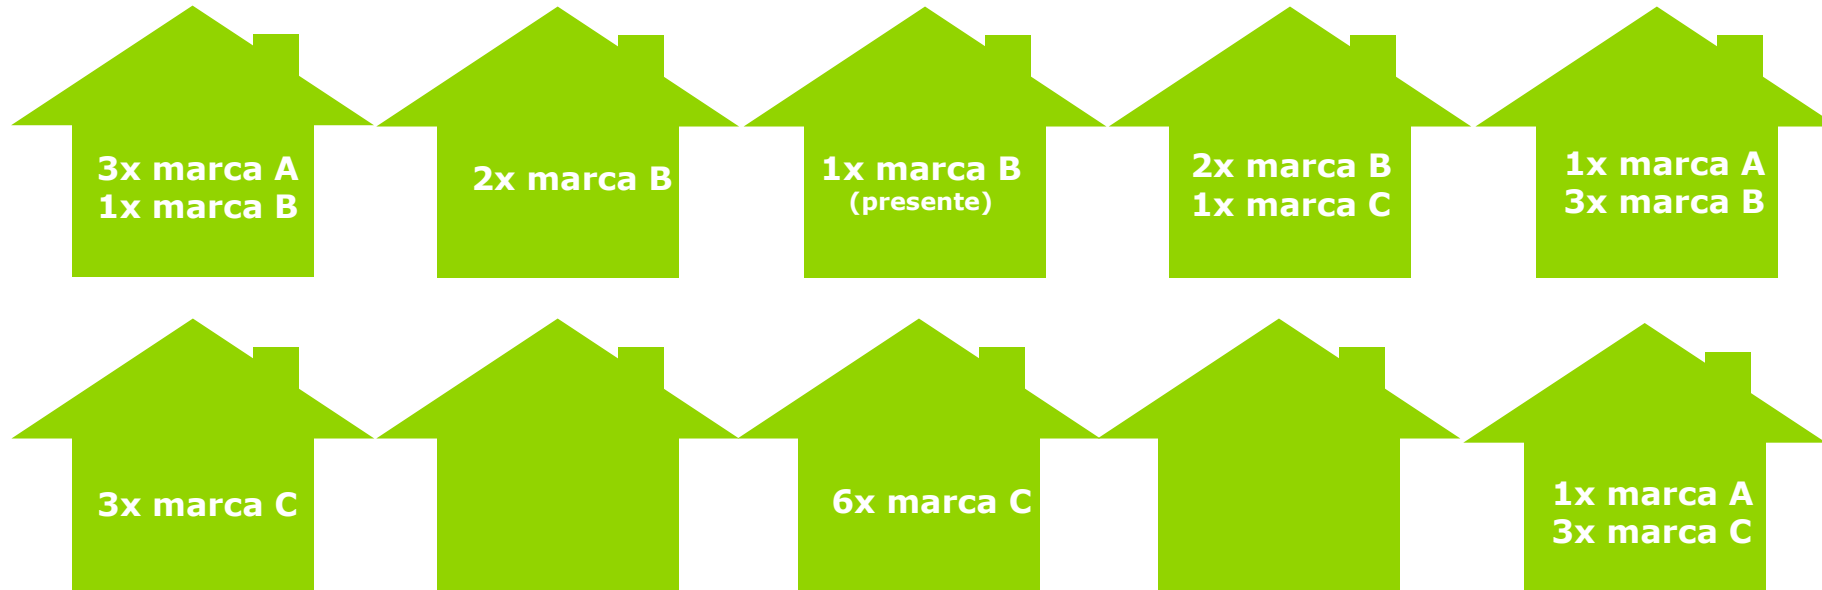 3x marca A
1x marca B
2x marca B
1x marca B
(presente)
2x marca B
1x marca C
1x marca A
3x marca B
3x marca C
6x marca C
1x marca A
3x marca C